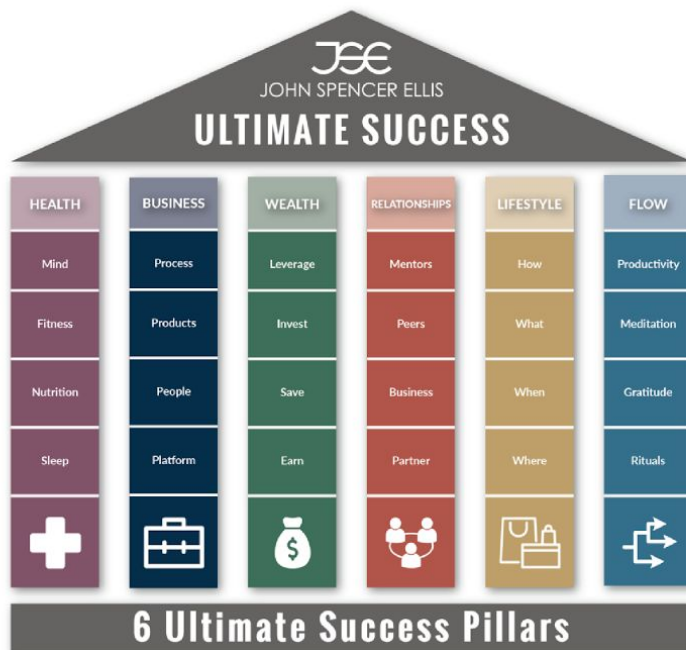 JSE
JOHN SPENCER ELLIS
ULTIMATE SUCCESS
HEALTH
Mind
Fitness
Nutrition
Sleep
BUSINESS
Process
Products
People
Platform
WEALTH
Leverage
Invest
Save
Earn
$
RELATIONSHIPS
Mentors
Peers
Business
Partner
LIFESTYLE
How
What
When
Where
FLOW
Productivity
Meditation
Gratitude
Rituals
6 Ultimate Success Pillars